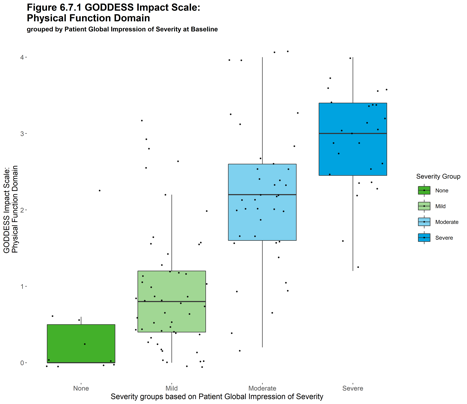 Figure 6.7.1 GODDESS Impact Scale:
Physical Function Domain
grouped by Patient Global Impression of Severity at Baseline
4
3
2
1
0
GODDESS Impact Scale:
Physical Function Domain
None
Mild
Moderate
Severe
Severity groups based on Patient Global Impression of Severity
Severity Group
None
Mild
Moderate
Severe